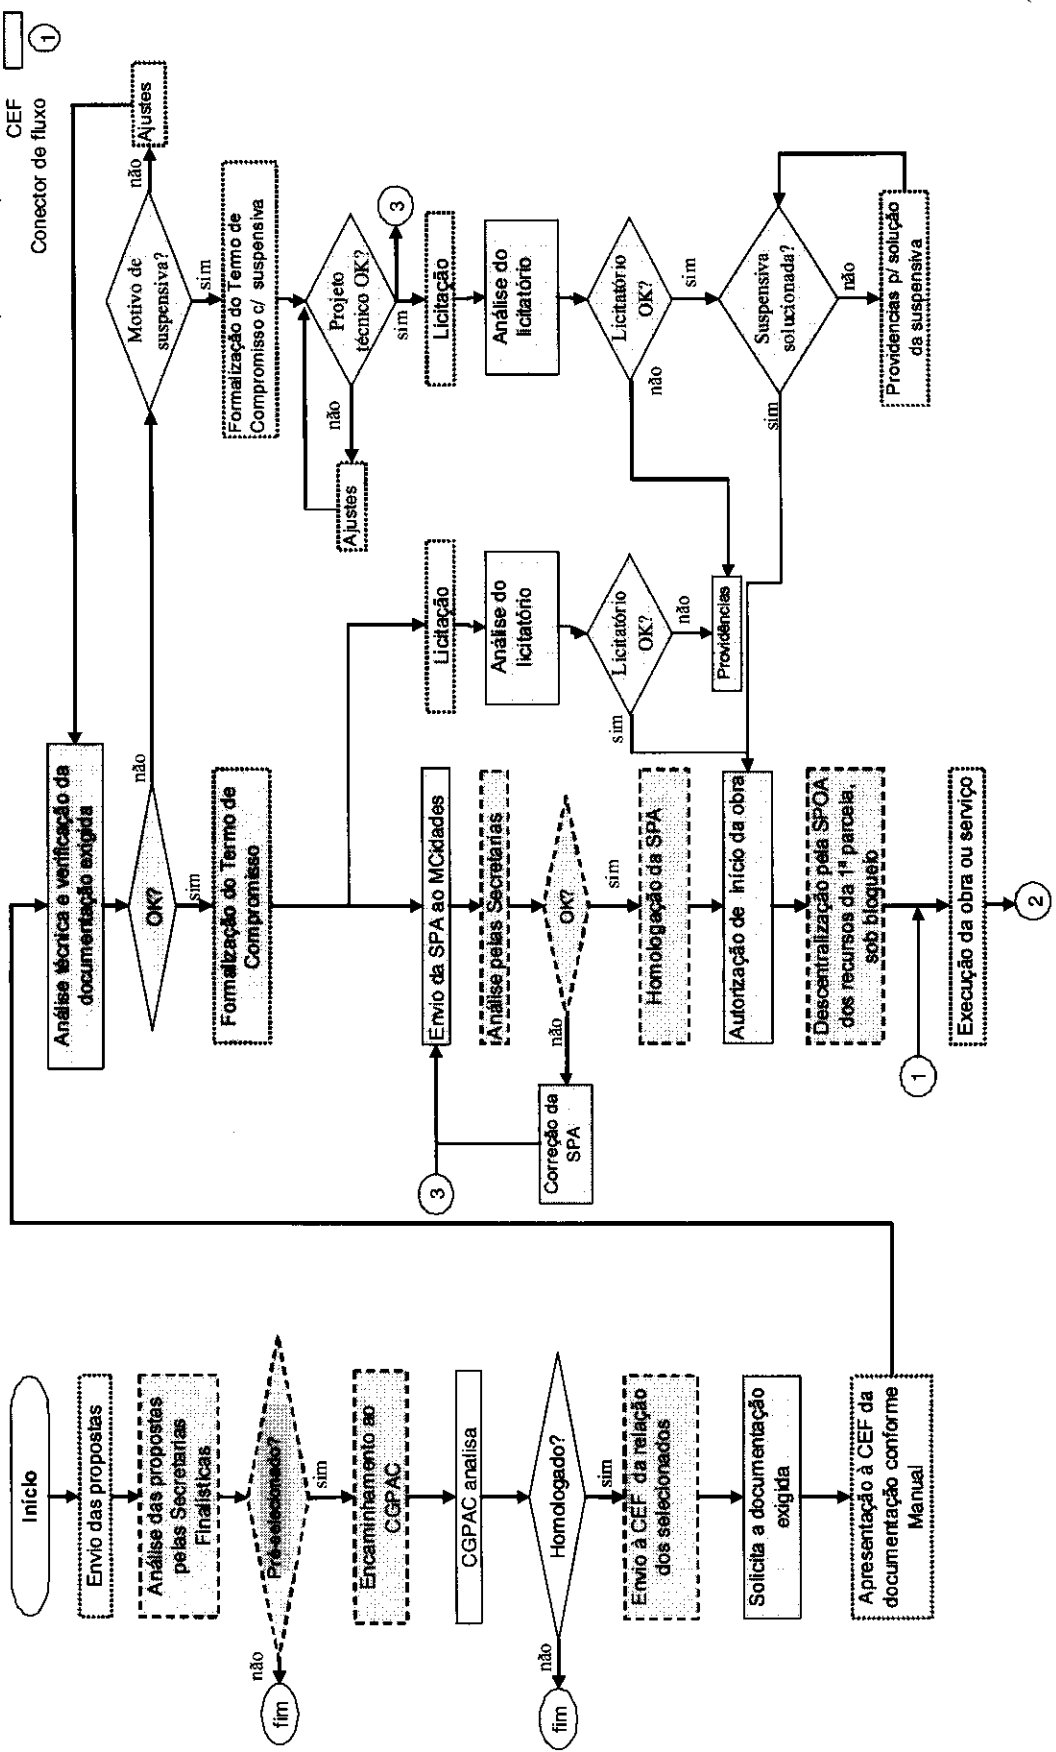 CEF
Conector de fluxo
1
Início
Envio das propostas
Análise das propostas
pelas Secretarias
Finalísticas
Pré-selecionado?
não
fim
sim
Encamininhamento ao
CGPAC
CGPAC analisa
Homologado?
não
fim
sim
Envio à CEF da relação
dos selecionados
Solicita a documentação
exigida
Apresentação à CEF da
documentação conforme
Manual
Análise técnica e verificação da
documentação exigida
OK?
não
sim
Formalização do Termo de
Compromisso
3
Envio da SPA ao MCidades
Análise pelas Secretarias
OK?
não
sim
Correção da
SPA
Homologação da SPA
Autorização de Início da obra
Descentralização pela SPOA
dos recursos da 1ª parcela,
sob bloqueio
1
Execução da obra ou serviço
2
Licitação
Análise do
licitatório
Licitatório
OK?
sim
não
Providências
Motivo de
suspensiva?
não
Ajustes
sim
Formalização do Termo de
Compromisso c/ suspensiva
Projeto
técnico OK?
não
Ajustes
sim
3
Licitação
Análise do
licitatório
Licitatório
OK?
não
sim
Suspensiva
solucionada?
sim
não
Providencias p/ solução
da suspensiva